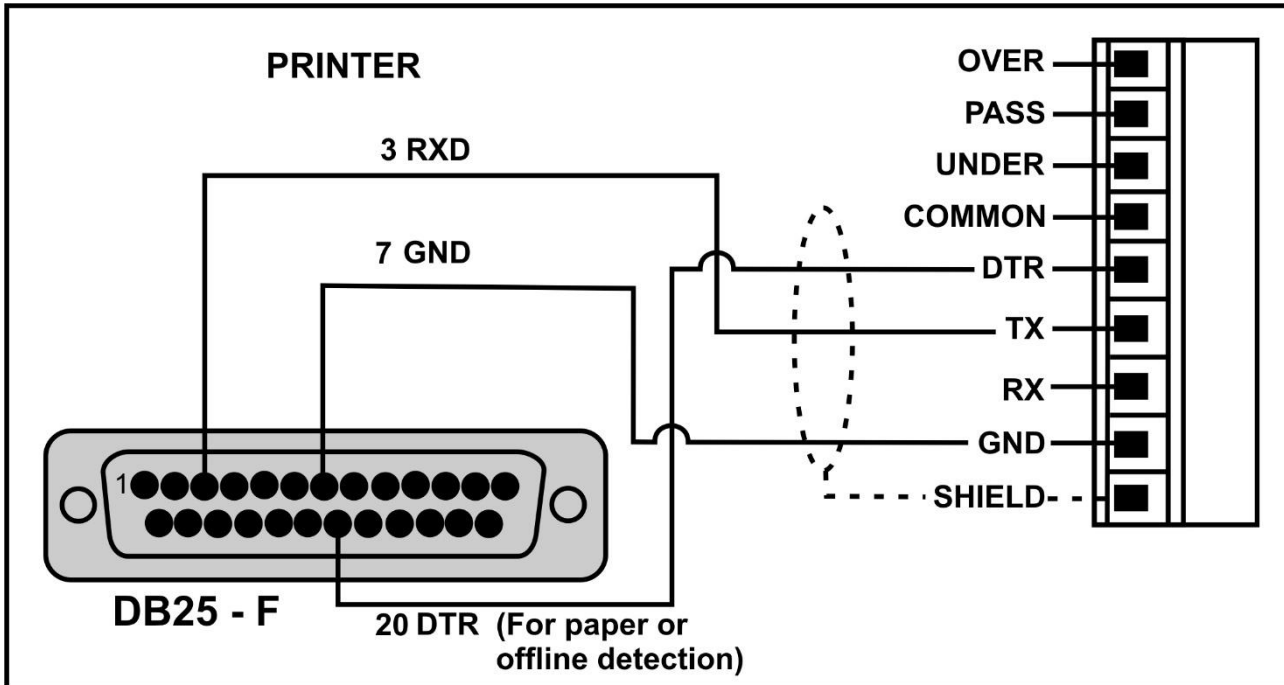 PRINTER
3 RXD
7 GND
OVER
PASS
UNDER
COMMON
DTR
TX
RX
GND
SHIELD
1
DB25 - F
20 DTR (For paper or
offline detection)